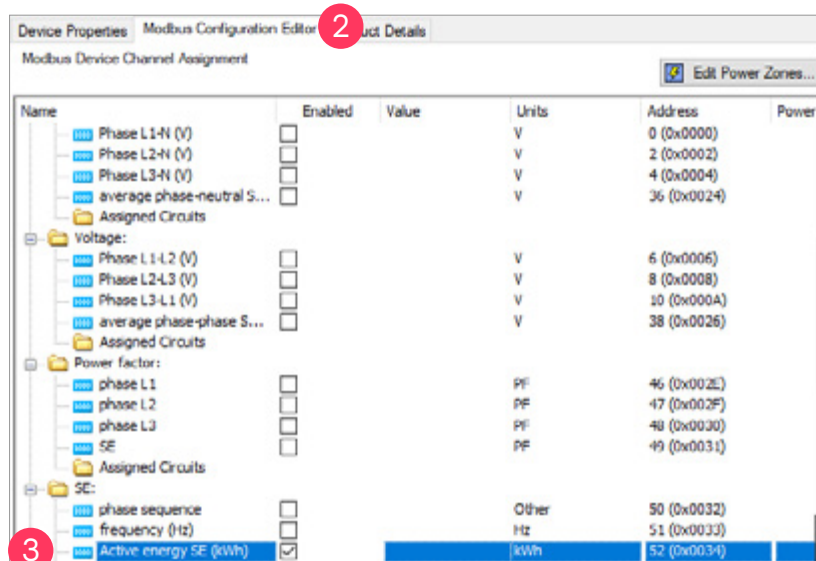 Device Properties Modbus Configuration Editor 2 uct Details
Modbus Device Channel Assignment
Edit Power Zones...
Name Enabled Value Units Address Power
Phase L1-N (V) V 0 (0x0000)
Phase L2-N (V) V 2 (0x0002)
Phase L3-N (V) V 4 (0x0004)
average phase-neutral S... V 36 (0x0024)
Assigned Circuits
Voltage:
Phase L1-L2 (V) V 6 (0x0006)
Phase L2-L3 (V) V 8 (0x0008)
Phase L3-L1 (V) V 10 (0x000A)
average phase-phase S... V 38 (0x0026)
Assigned Circuits
Power factor:
phase L1 PF 46 (0x002E)
phase L2 PF 47 (0x002F)
phase L3 PF 48 (0x0030)
SE PF 49 (0x0031)
Assigned Circuits
SE:
phase sequence Other 50 (0x0032)
frequency (Hz) Hz 51 (0x0033)
3 Active energy SE (kWh) kWh 52 (0x0034)